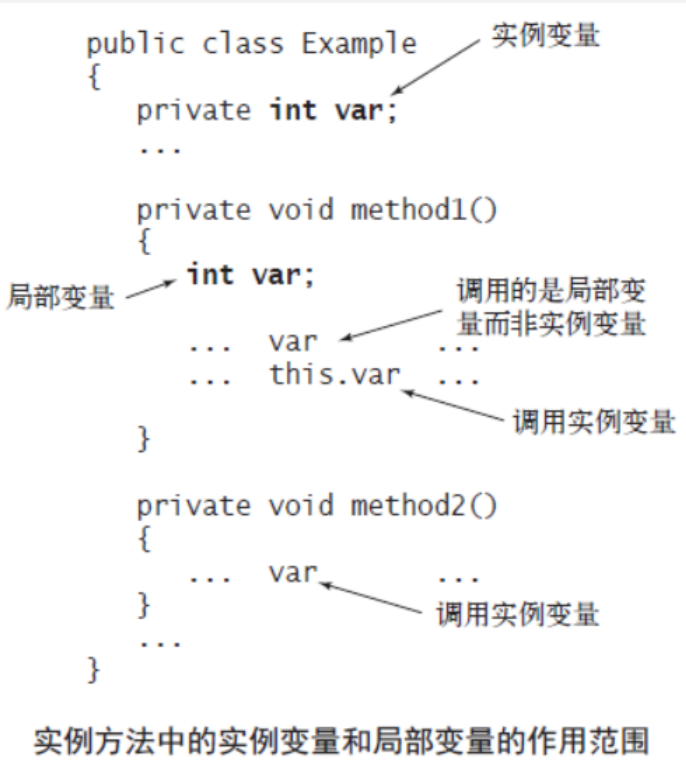 public class Example
实例变量
{
private int var;
...
private void method1()
{
局部变量
int var;
调用的是局部变
量而非实例变量
... var ...
... this.var ...
调用实例变量
}
private void method2()
{
... var ...
}
调用实例变量
...
}
实例方法中的实例变量和局部变量的作用范围